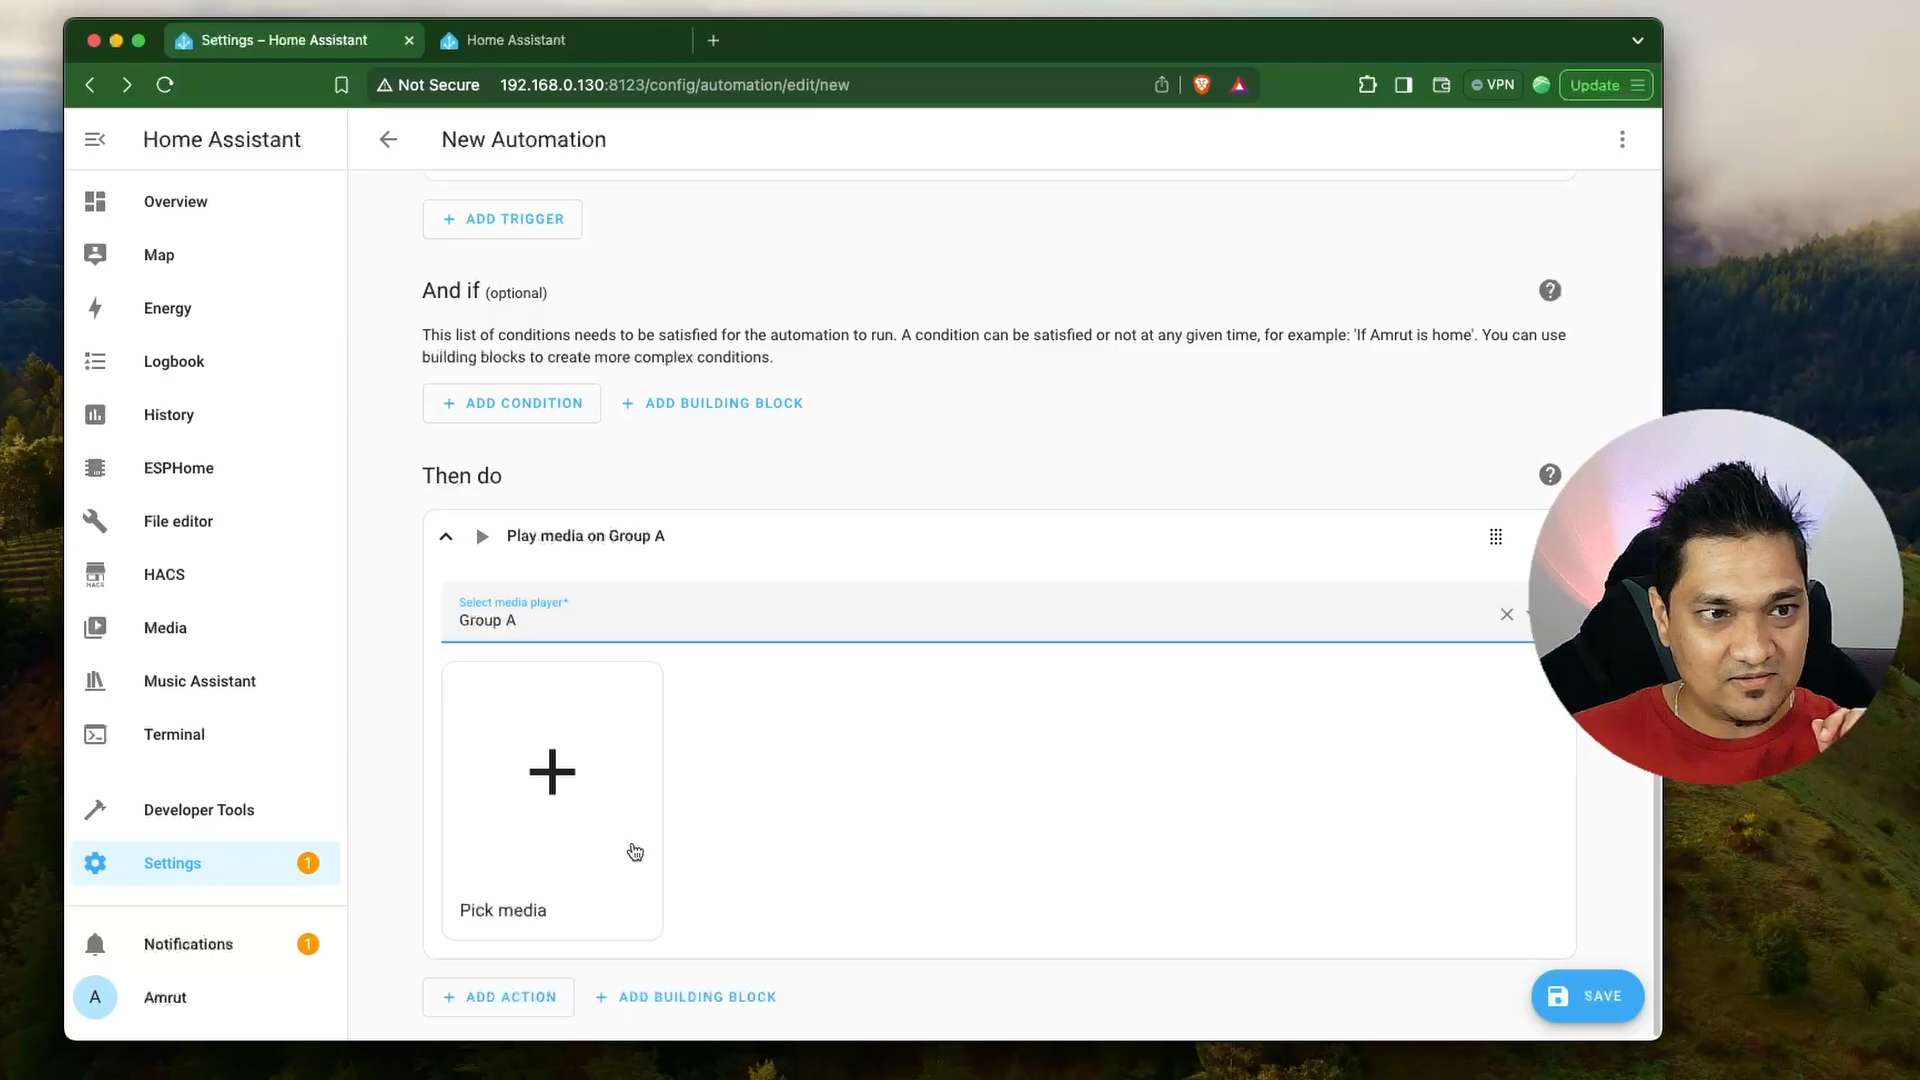 Settings – Home Assistant
Home Assistant
Not Secure 192.168.0.130:8123/config/automation/edit/new
VPN
Update
Home Assistant
New Automation
Overview
Map
Energy
Logbook
History
ESPHome
File editor
HACS
HACS
Media
Music Assistant
Terminal
Developer Tools
Settings 1
Notifications 1
A Amrut
ADD TRIGGER
And if (optional)
This list of conditions needs to be satisfied for the automation to run. A condition can be satisfied or not at any given time, for example: 'If Amrut is home'. You can use
building blocks to create more complex conditions.
ADD CONDITION
ADD BUILDING BLOCK
Then do
Play media on Group A
Select media player*
Group A
Pick media
ADD ACTION
ADD BUILDING BLOCK
SAVE